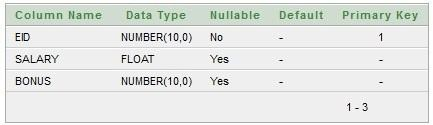 Column Name Data Type Nullable Default Primary Key
EID NUMBER(10,0) No - 1
SALARY FLOAT Yes - -
BONUS NUMBER(10,0) Yes - -
1 - 3